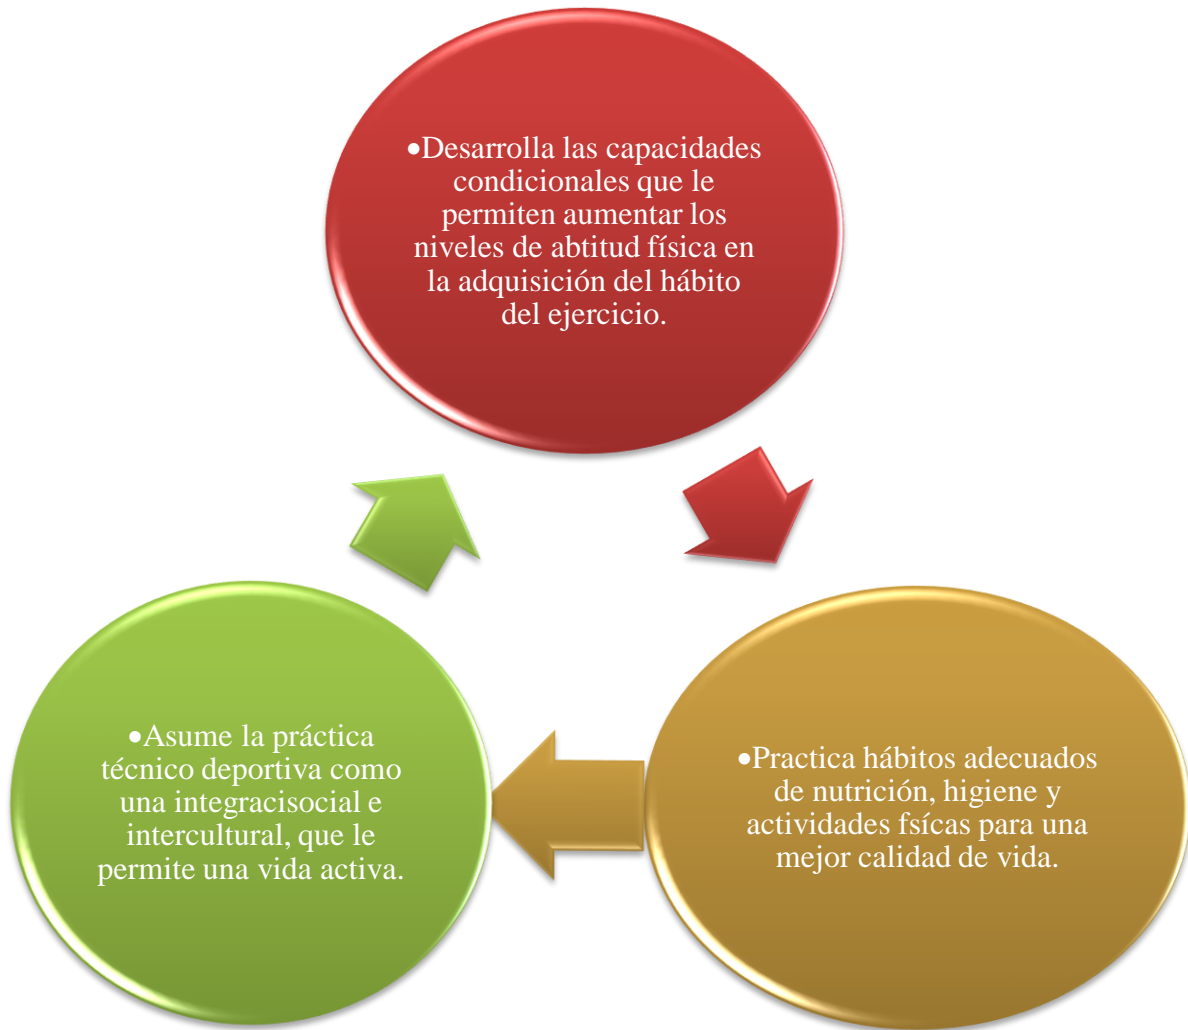 •Desarrolla las capacidades
condicionales que le
permiten aumentar los
niveles de abtitud física en
la adquisición del hábito
del ejercicio.
•Practica hábitos adecuados
de nutrición, higiene y
actividades fsícas para una
mejor calidad de vida.
•Asume la práctica
técnico deportiva como
una integracisocial e
intercultural, que le
permite una vida activa.